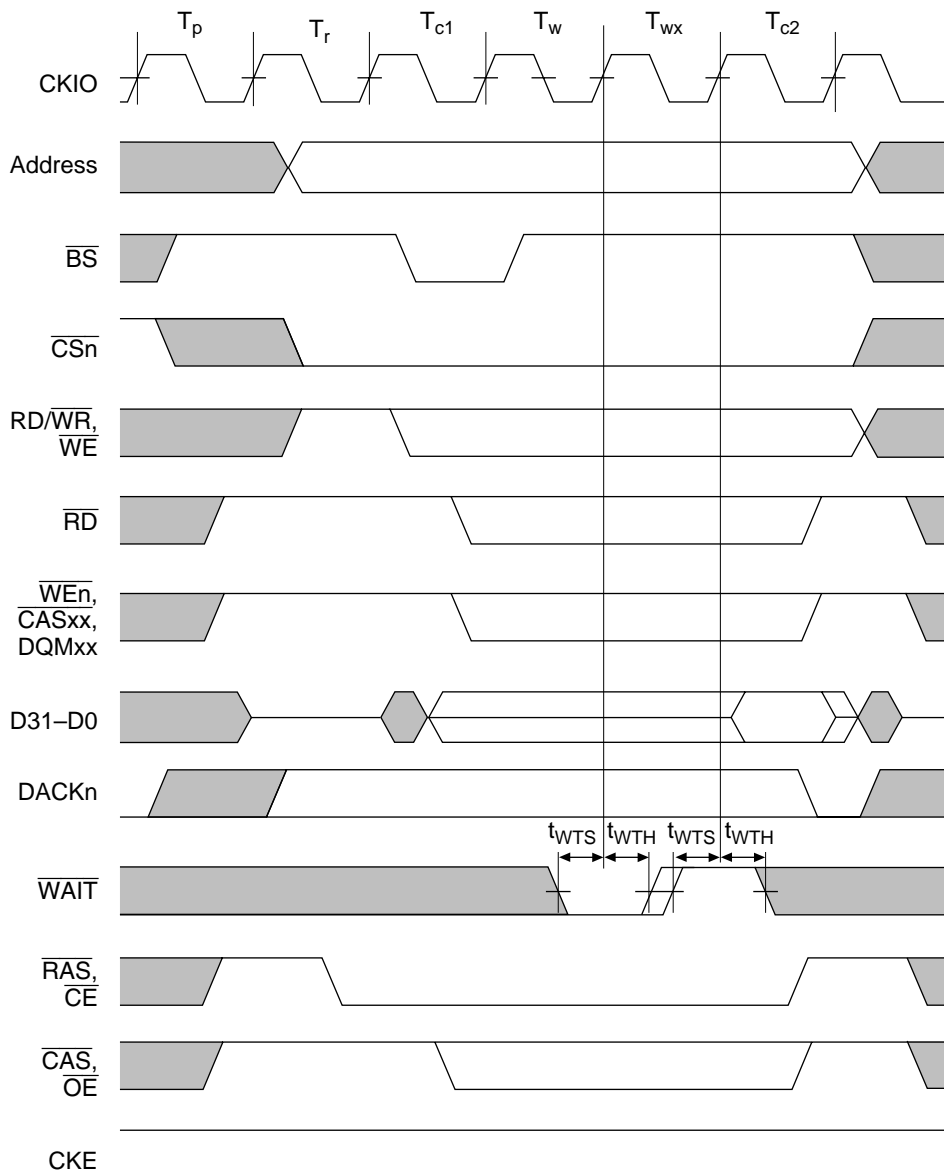 Tp Tr Tc1 Tw Twx Tc2
CKIO
Address
BS
CSn
RD/WR,
WE
RD
WEn,
CASxx,
DQMxx
D31–D0
DACKn
tWTS tWTH tWTS tWTH
WAIT
RAS,
CE
CAS,
OE
CKE